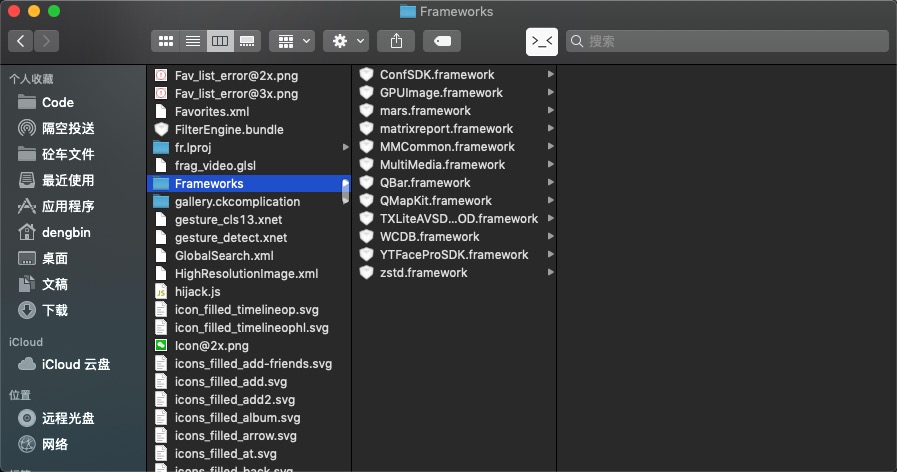 Frameworks
>_<
搜索
个人收藏
Code
隔空投送
砼车文件
最近使用
应用程序
dengbin
桌面
文稿
下载
iCloud
iCloud 云盘
位置
远程光盘
网络
Fav_list_error@2x.png
Fav_list_error@3x.png
Favorites.xml
FilterEngine.bundle
fr.lproj
frag_video.glsl
Frameworks
gallery.ckcomplication
gesture_cls13.xnet
gesture_detect.xnet
GlobalSearch.xml
HighResolutionImage.xml
hijack.js
icon_filled_timelineop.svg
icon_filled_timelineophl.svg
Icon@2x.png
icons_filled_add-friends.svg
icons_filled_add.svg
icons_filled_add2.svg
icons_filled_album.svg
icons_filled_arrow.svg
icons_filled_at.svg
icons_filled_back.svg
ConfSDK.framework
GPUImage.framework
mars.framework
matrixreport.framework
MMCommon.framework
MultiMedia.framework
QBar.framework
QMapKit.framework
TXLiteAVSD...OD.framework
WCDB.framework
YTFaceProSDK.framework
zstd.framework